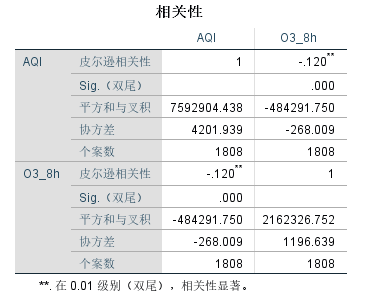 相关性
AQI O3_8h
AQI 皮尔逊相关性 1 -.120**
Sig.（双尾） .000
平方和与叉积 7592904.438 -484291.750
协方差 4201.939 -268.009
个案数 1808 1808
O3_8h 皮尔逊相关性 -.120** 1
Sig.（双尾） .000
平方和与叉积 -484291.750 2162326.752
协方差 -268.009 1196.639
个案数 1808 1808
**. 在 0.01 级别（双尾），相关性显著。